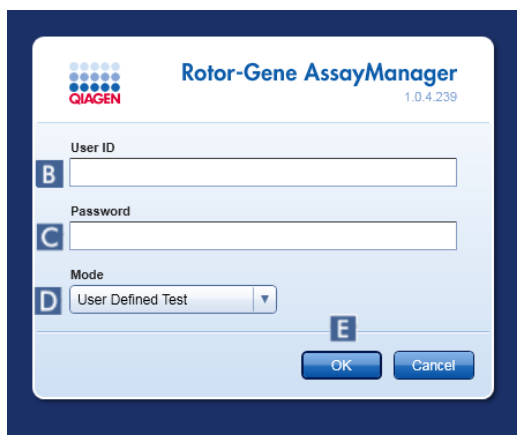 QIAGEN
Rotor-Gene AssayManager
1.0.4.239
User ID
B
Password
C
Mode
D User Defined Test
E
OK Cancel